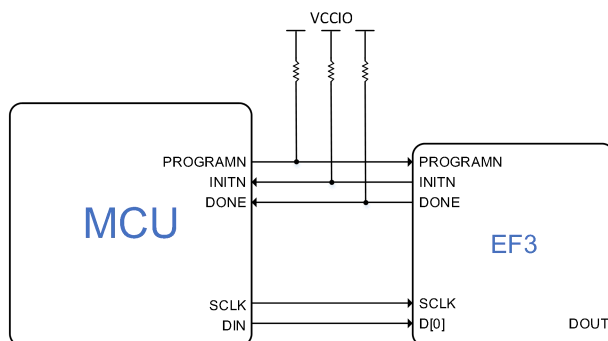 VCCIO
PROGRAMN PROGRAMN
INITN INITN
DONE DONE
MCU
EF3
SCLK SCLK
DIN D[0] DOUT